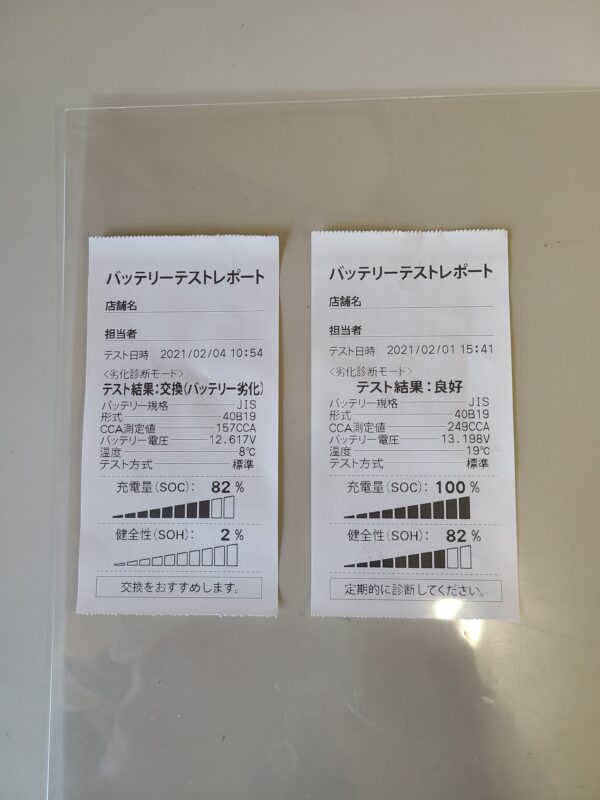 バッテリーテストレポート
店舗名
担当者
テスト日時 2021/02/04 10:54
<劣化診断モード>
テスト結果:交換(バッテリー劣化)
バッテリー規格 JIS
形式 40B19
CCA測定値 157CCA
バッテリー電圧 12.617V
温度 8℃
テスト方式 標準
充電量(SOC): 82 %
健全性(SOH): 2 %
交換をおすすめします。
バッテリーテストレポート
店舗名
担当者
テスト日時 2021/02/01 15:41
<劣化診断モード>
テスト結果:良好
バッテリー規格 JIS
形式 40B19
CCA測定値 249CCA
バッテリー電圧 13.198V
温度 19℃
テスト方式 標準
充電量(SOC): 100 %
健全性(SOH): 82 %
定期的に診断してください。